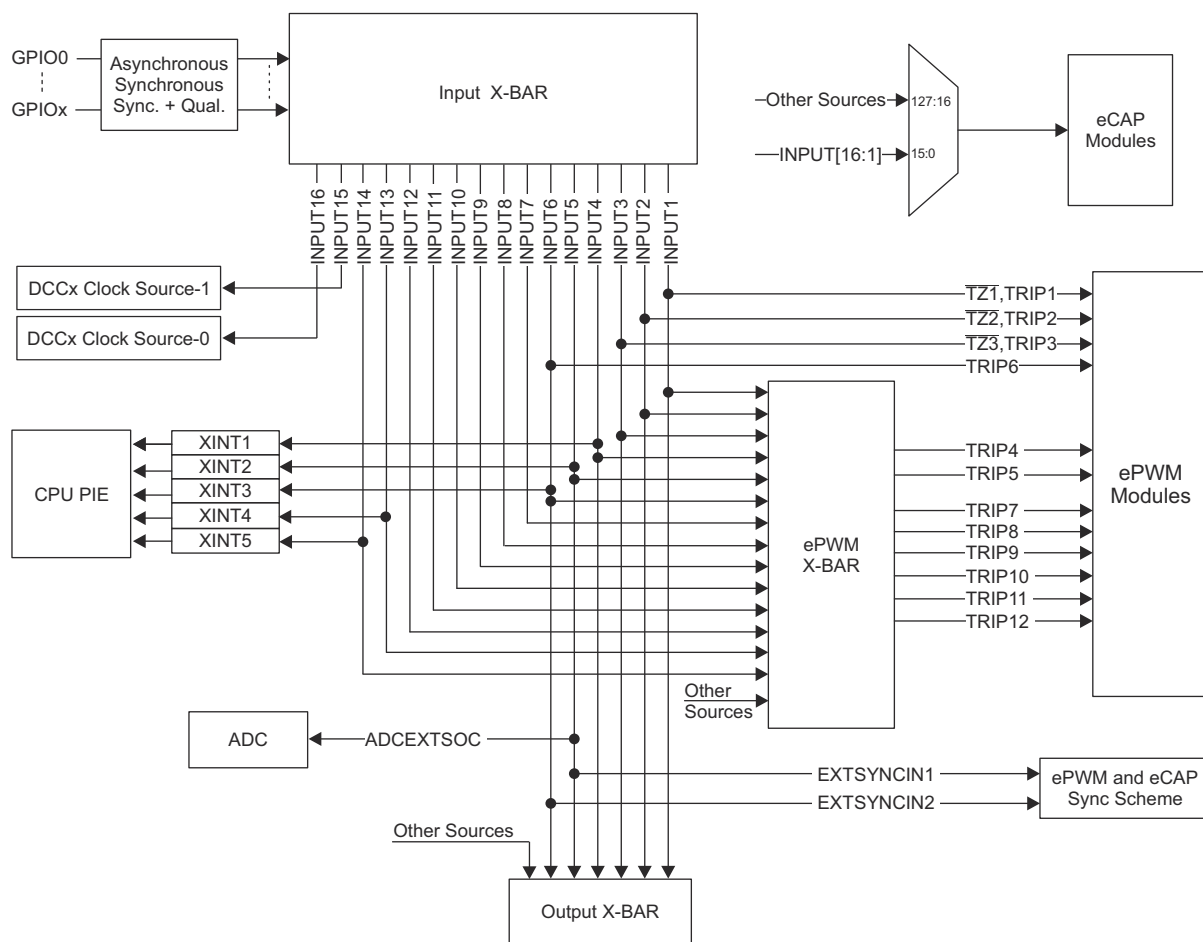 GPIO0
GPIOx
Asynchronous
Synchronous
Sync. + Qual.
Input X-BAR
Other Sources
INPUT[16:1]
127:16
15:0
eCAP
Modules
INPUT16
INPUT15
INPUT14
INPUT13
INPUT12
INPUT11
INPUT10
INPUT9
INPUT8
INPUT7
INPUT6
INPUT5
INPUT4
INPUT3
INPUT2
INPUT1
DCCx Clock Source-1
DCCx Clock Source-0
TZ1,TRIP1
TZ2,TRIP2
TZ3,TRIP3
TRIP6
CPU PIE
XINT1
XINT2
XINT3
XINT4
XINT5
ePWM
X-BAR
TRIP4
TRIP5
TRIP7
TRIP8
TRIP9
TRIP10
TRIP11
TRIP12
ePWM
Modules
Other
Sources
ADC
ADCEXTSOC
EXTSYNCIN1
EXTSYNCIN2
ePWM and eCAP
Sync Scheme
Other Sources
Output X-BAR